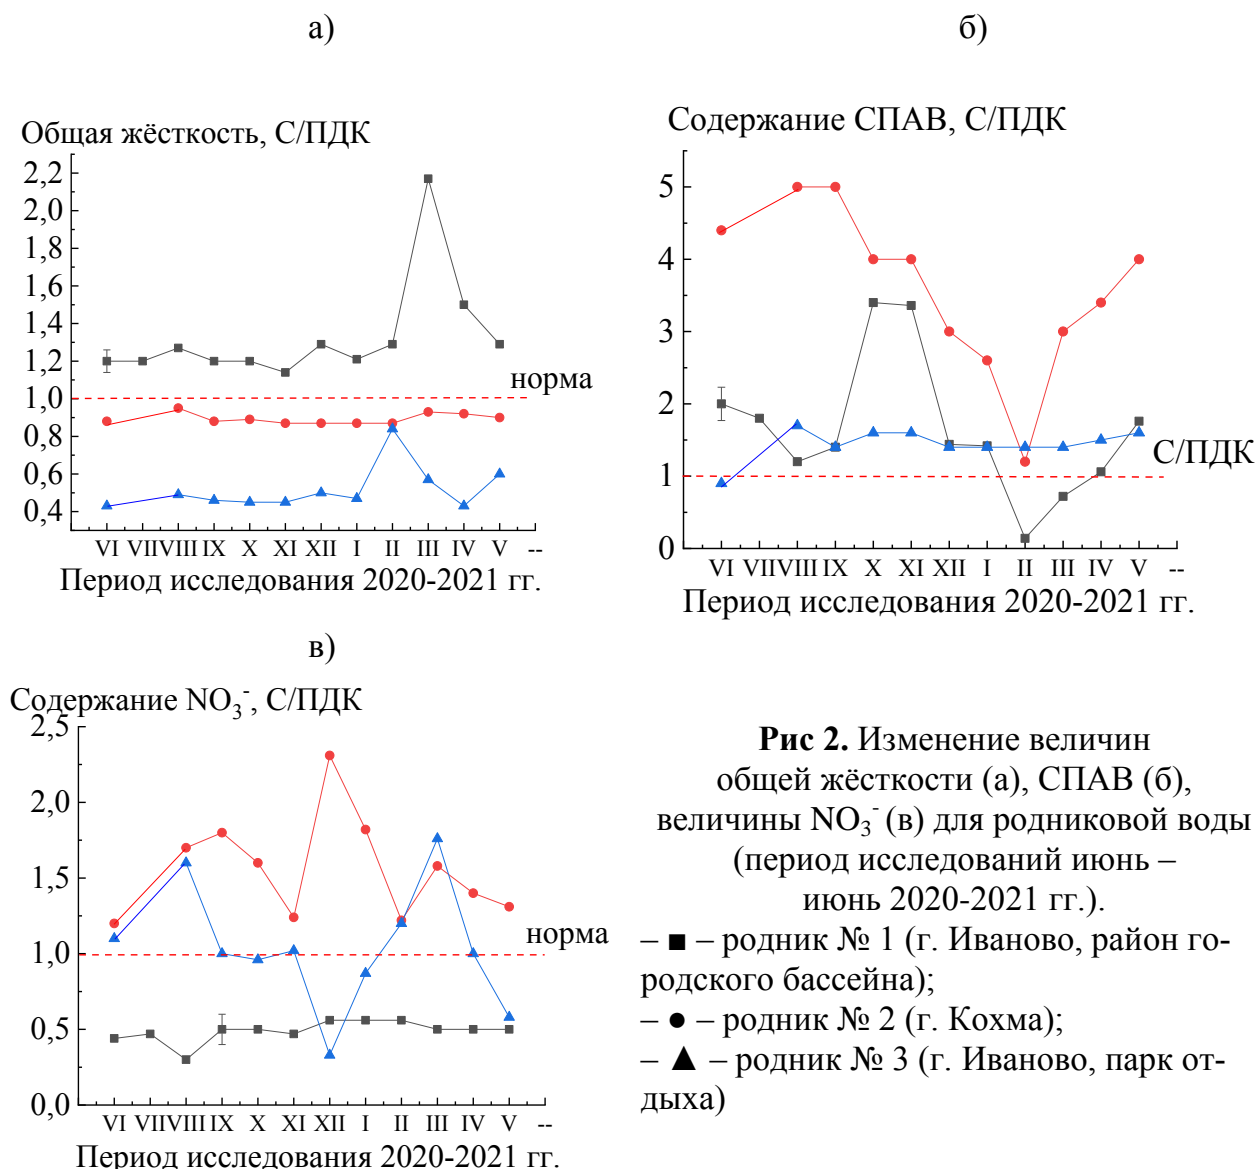 а)
Общая жёсткость, С/ПДК
2,2
2,0
1,8
1,6
1,4
1,2
1,0
0,8
0,6
0,4
норма
VI VII VIII IX X XI XII I II III IV V --
Период исследования 2020-2021 гг.
б)
Содержание СПАВ, С/ПДК
5
4
3
2
1
0
С/ПДК
VI VII VIII IX X XI XII I II III IV V --
Период исследования 2020-2021 гг.
в)
Содержание NO₃⁻, С/ПДК
2,5
2,0
1,5
1,0
0,5
0,0
норма
VI VII VIII IX X XI XII I II III IV V --
Период исследования 2020-2021 гг.
Рис 2. Изменение величин
общей жёсткости (а), СПАВ (б),
величины NO₃⁻ (в) для родниковой воды
(период исследований июнь –
июнь 2020-2021 гг.).
– ■ – родник № 1 (г. Иваново, район го-
родского бассейна);
– ● – родник № 2 (г. Кохма);
– ▲ – родник № 3 (г. Иваново, парк от-
дыха)